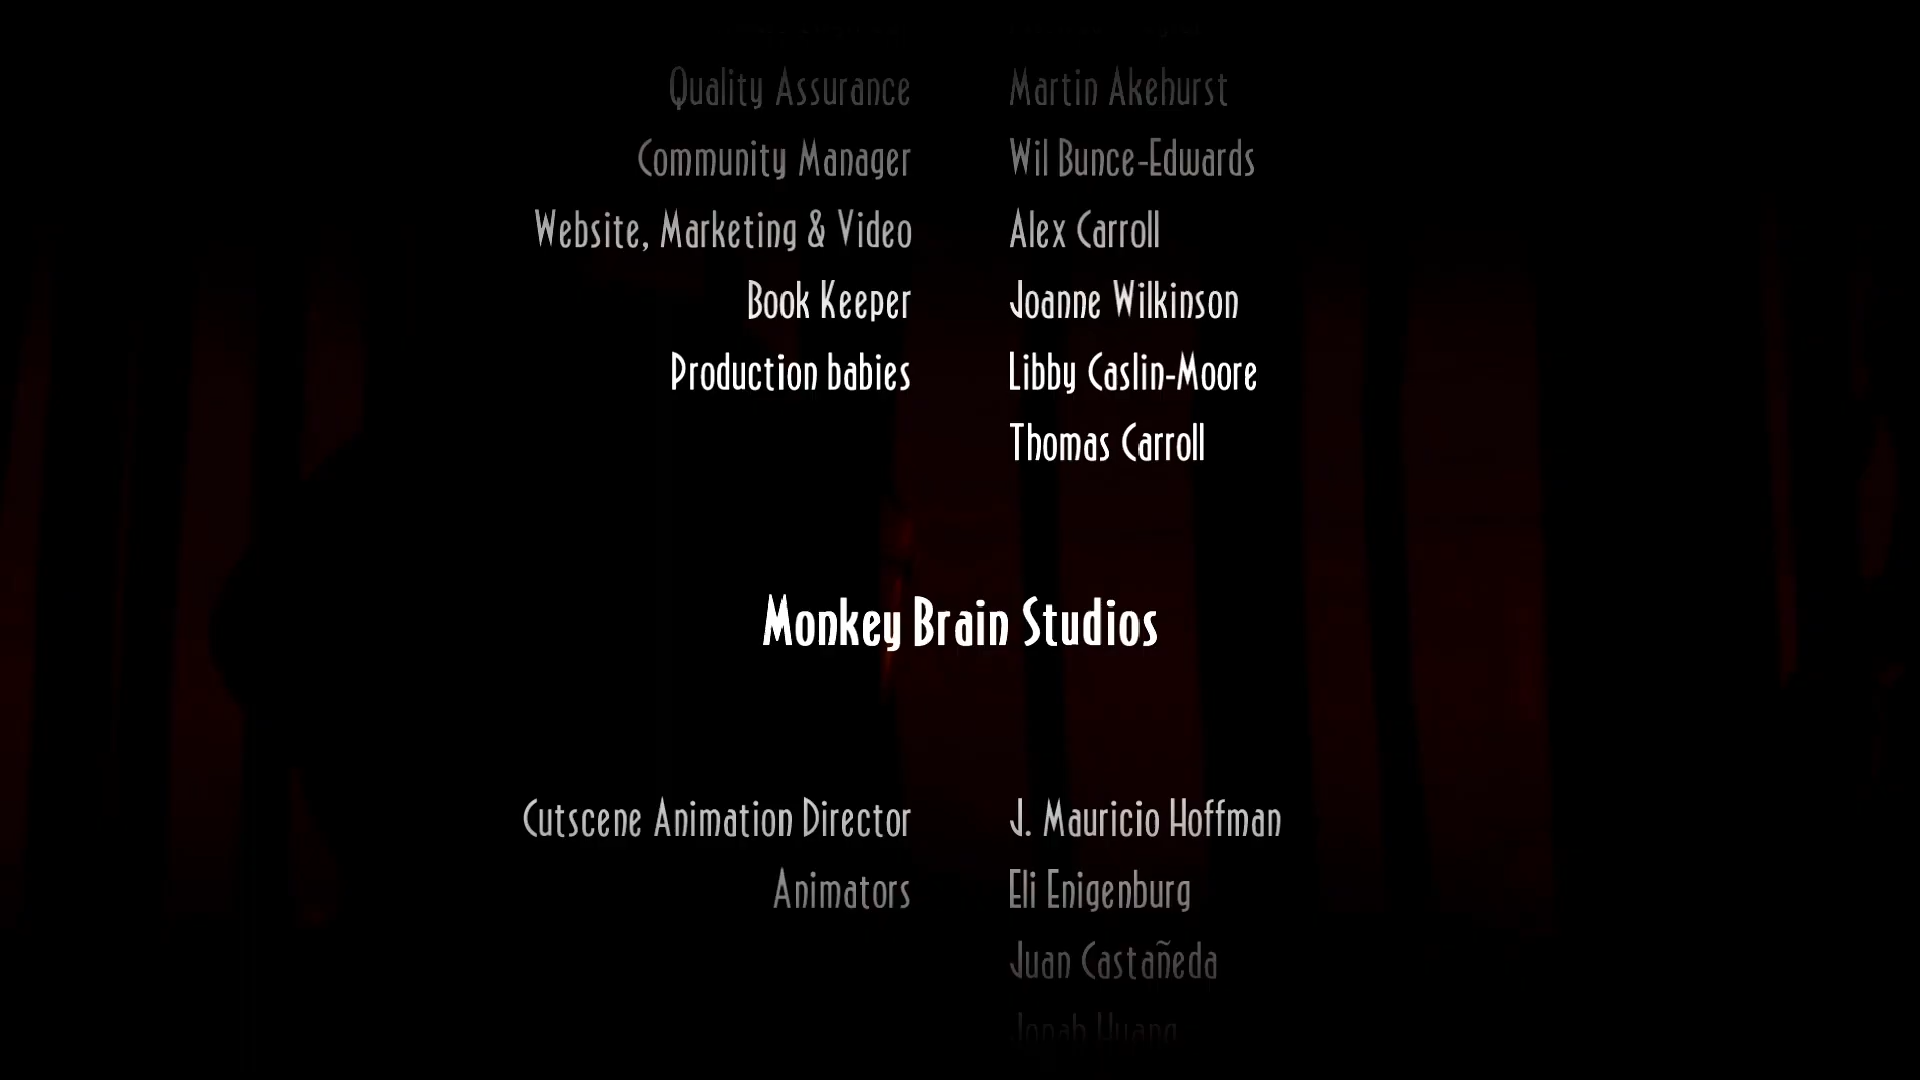 Quality Assurance Martin Akehurst
Community Manager Wil Bunce-Edwards
Website, Marketing & Video Alex Carroll
Book Keeper Joanne Wilkinson
Production babies Libby Caslin-Moore
Thomas Carroll
Monkey Brain Studios
Cutscene Animation Director J. Mauricio Hoffman
Animators Eli Enigenburg
Juan Castañeda
Jonah Huang